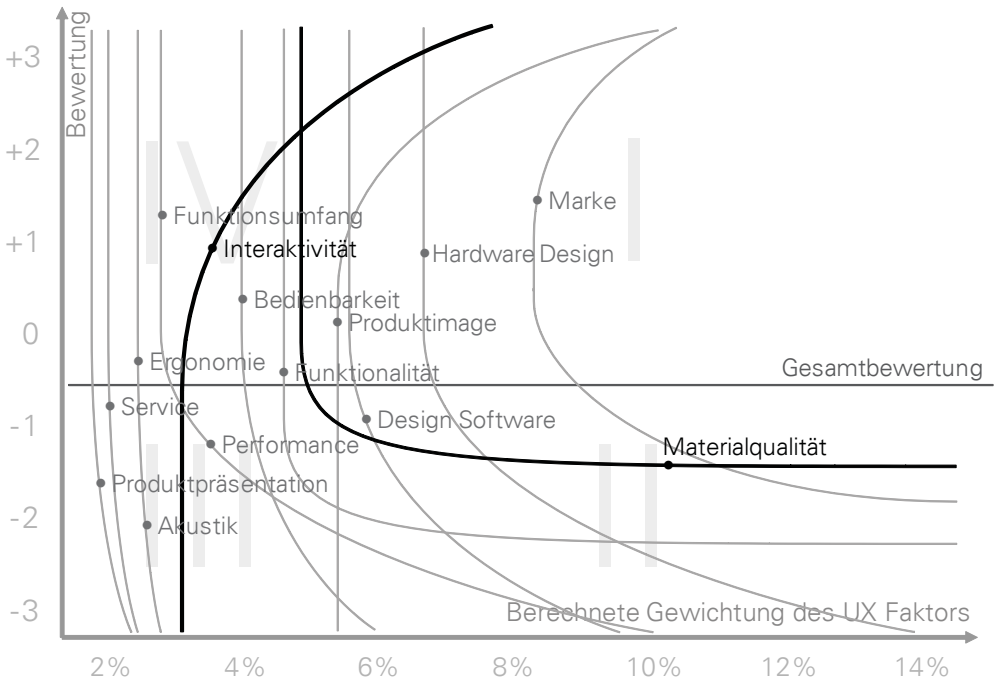 Bewertung
+3
+2
+1
0
-1
-2
-3
IV
I
III
II
Marke
Funktionsumfang
Interaktivität
Hardware Design
Bedienbarkeit
Produktimage
Ergonomie
Funktionalität
Gesamtbewertung
Service
Design Software
Performance
Materialqualität
Produktpräsentation
Akustik
Berechnete Gewichtung des UX Faktors
2% 4% 6% 8% 10% 12% 14%